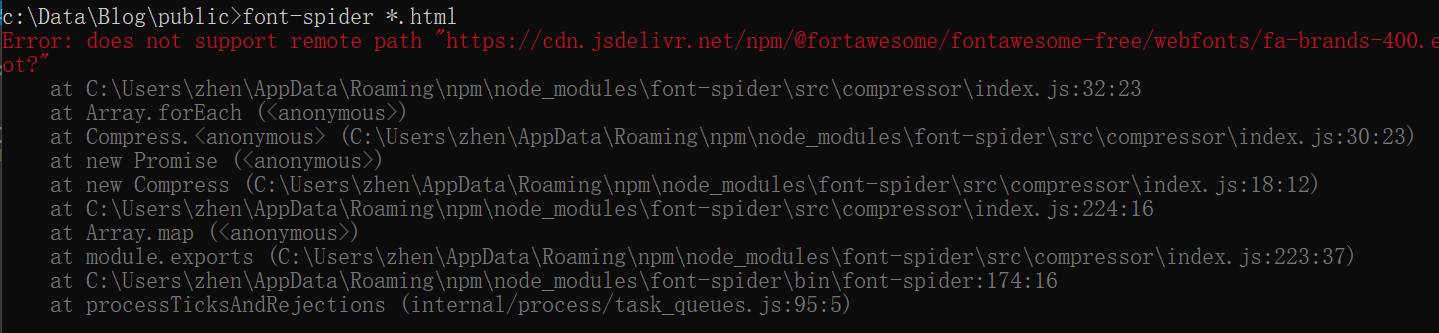 c:\Data\Blog\public>font-spider *.html
Error: does not support remote path "https://cdn.jsdelivr.net/npm/@fortawesome/fontawesome-free/webfonts/fa-brands-400.e
ot?"
    at C:\Users\zhen\AppData\Roaming\npm\node_modules\font-spider\src\compressor\index.js:32:23
    at Array.forEach (<anonymous>)
    at Compress.<anonymous> (C:\Users\zhen\AppData\Roaming\npm\node_modules\font-spider\src\compressor\index.js:30:23)
    at new Promise (<anonymous>)
    at new Compress (C:\Users\zhen\AppData\Roaming\npm\node_modules\font-spider\src\compressor\index.js:18:12)
    at C:\Users\zhen\AppData\Roaming\npm\node_modules\font-spider\src\compressor\index.js:224:16
    at Array.map (<anonymous>)
    at module.exports (C:\Users\zhen\AppData\Roaming\npm\node_modules\font-spider\src\compressor\index.js:223:37)
    at C:\Users\zhen\AppData\Roaming\npm\node_modules\font-spider\bin\font-spider:174:16
    at processTicksAndRejections (internal/process/task_queues.js:95:5)